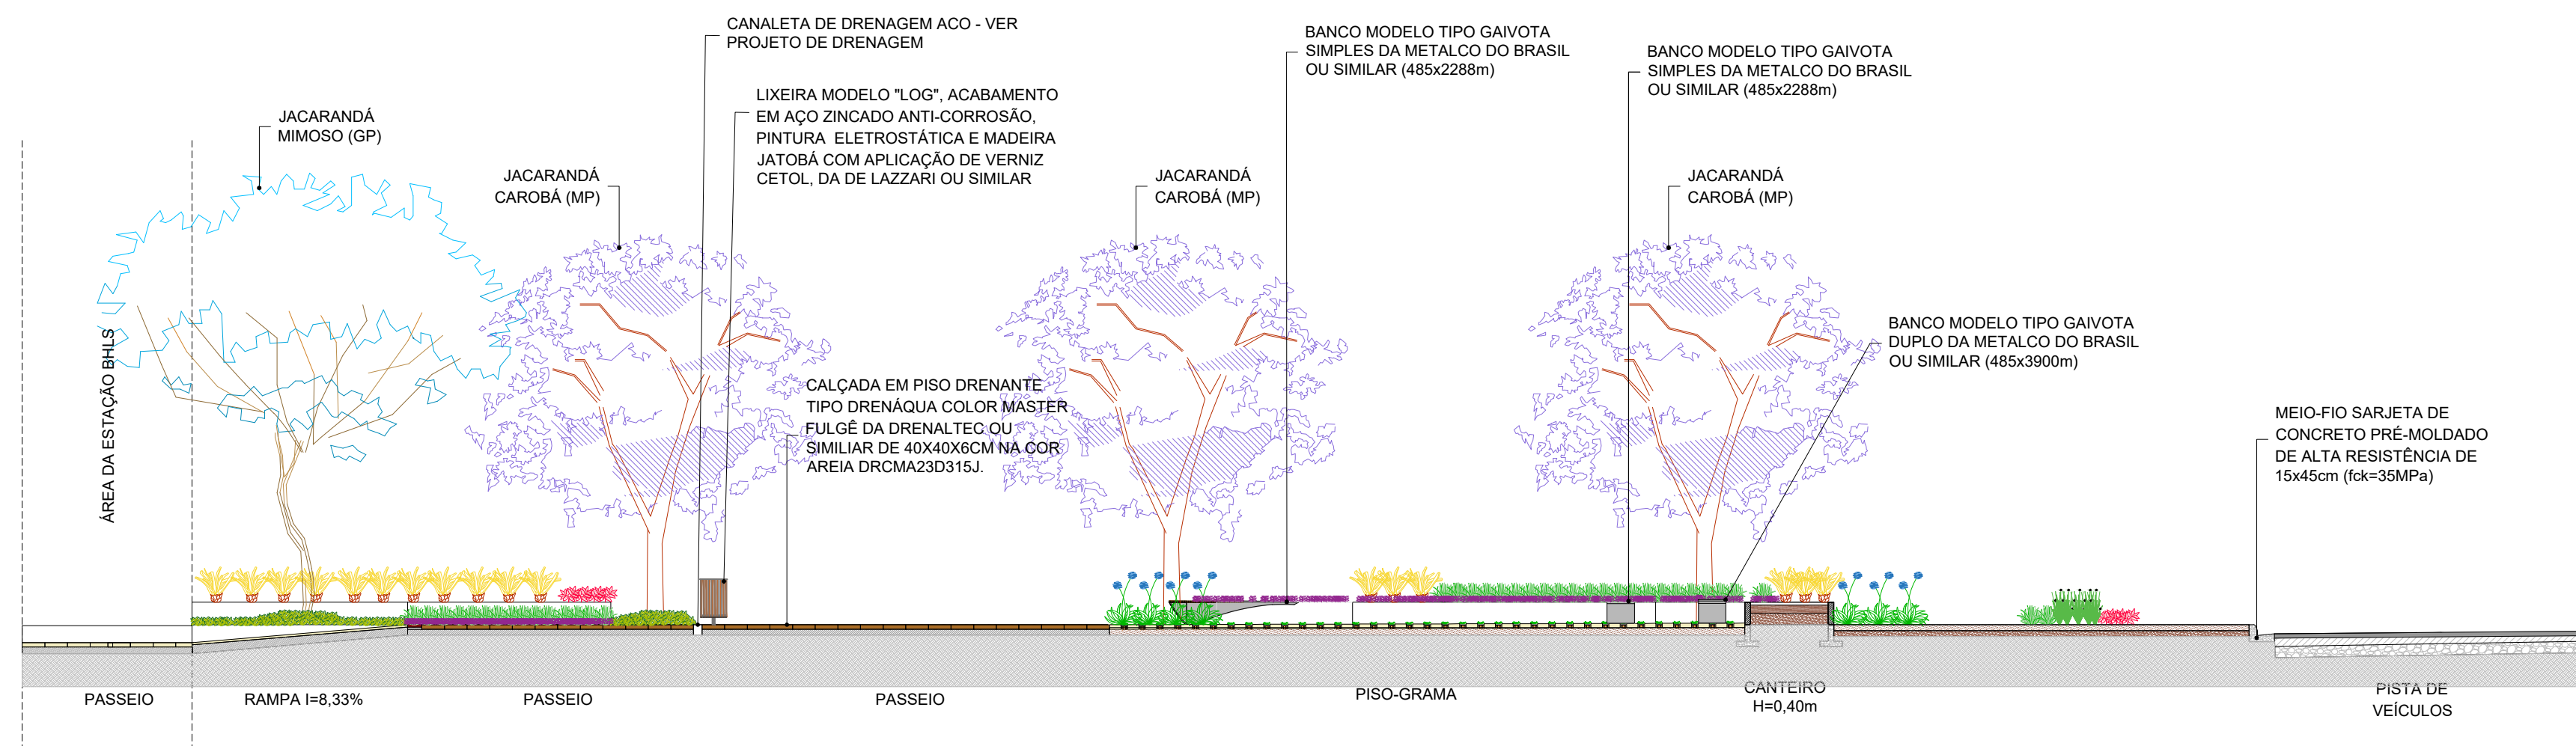 CANALETA DE DRENAGEM ACO - VER
PROJETO DE DRENAGEM
LIXEIRA MODELO "LOG", ACABAMENTO
EM AÇO ZINCADO ANTI-CORROSÃO,
PINTURA ELETROSTÁTICA E MADEIRA
JATOBÁ COM APLICAÇÃO DE VERNIZ
CETOL, DA DE LAZZARI OU SIMILAR
BANCO MODELO TIPO GAIVOTA
SIMPLES DA METALCO DO BRASIL
OU SIMILAR (485x2288m)
BANCO MODELO TIPO GAIVOTA
SIMPLES DA METALCO DO BRASIL
OU SIMILAR (485x2288m)
JACARANDÁ
MIMOSO (GP)
JACARANDÁ
CAROBÁ (MP)
JACARANDÁ
CAROBÁ (MP)
JACARANDÁ
CAROBÁ (MP)
BANCO MODELO TIPO GAIVOTA
DUPLO DA METALCO DO BRASIL
OU SIMILAR (485x3900m)
ÁREA DA ESTAÇÃO BHLS
CALÇADA EM PISO DRENANTE
TIPO DRENÁQUA COLOR MASTER
FULGÊ DA DRENALTEC OU
SIMILIAR DE 40X40X6CM NA COR
AREIA DRCMA23D315J.
MEIO-FIO SARJETA DE
CONCRETO PRÉ-MOLDADO
DE ALTA RESISTÊNCIA DE
15x45cm (fck=35MPa)
PASSEIO
RAMPA I=8,33%
PASSEIO
PASSEIO
PISO-GRAMA
CANTEIRO
H=0,40m
PISTA DE
VEÍCULOS